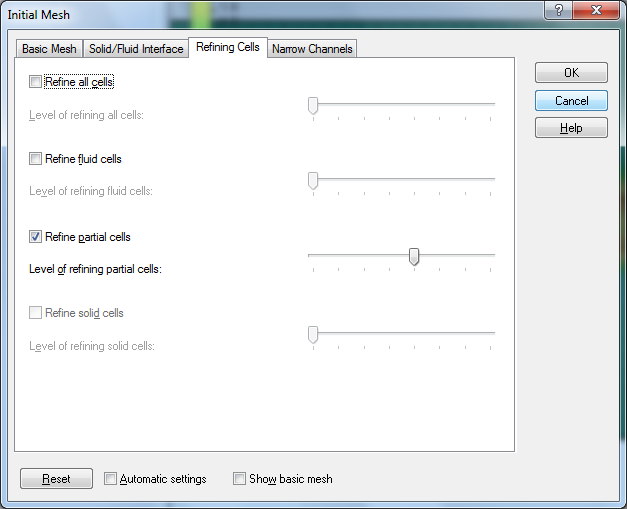 Initial Mesh
?
Basic Mesh Solid/Fluid Interface Refining Cells Narrow Channels
Refine all cells
Level of refining all cells:
Refine fluid cells
Level of refining fluid cells:
Refine partial cells
Level of refining partial cells:
Refine solid cells
Level of refining solid cells:
OK
Cancel
Help
Reset Automatic settings Show basic mesh